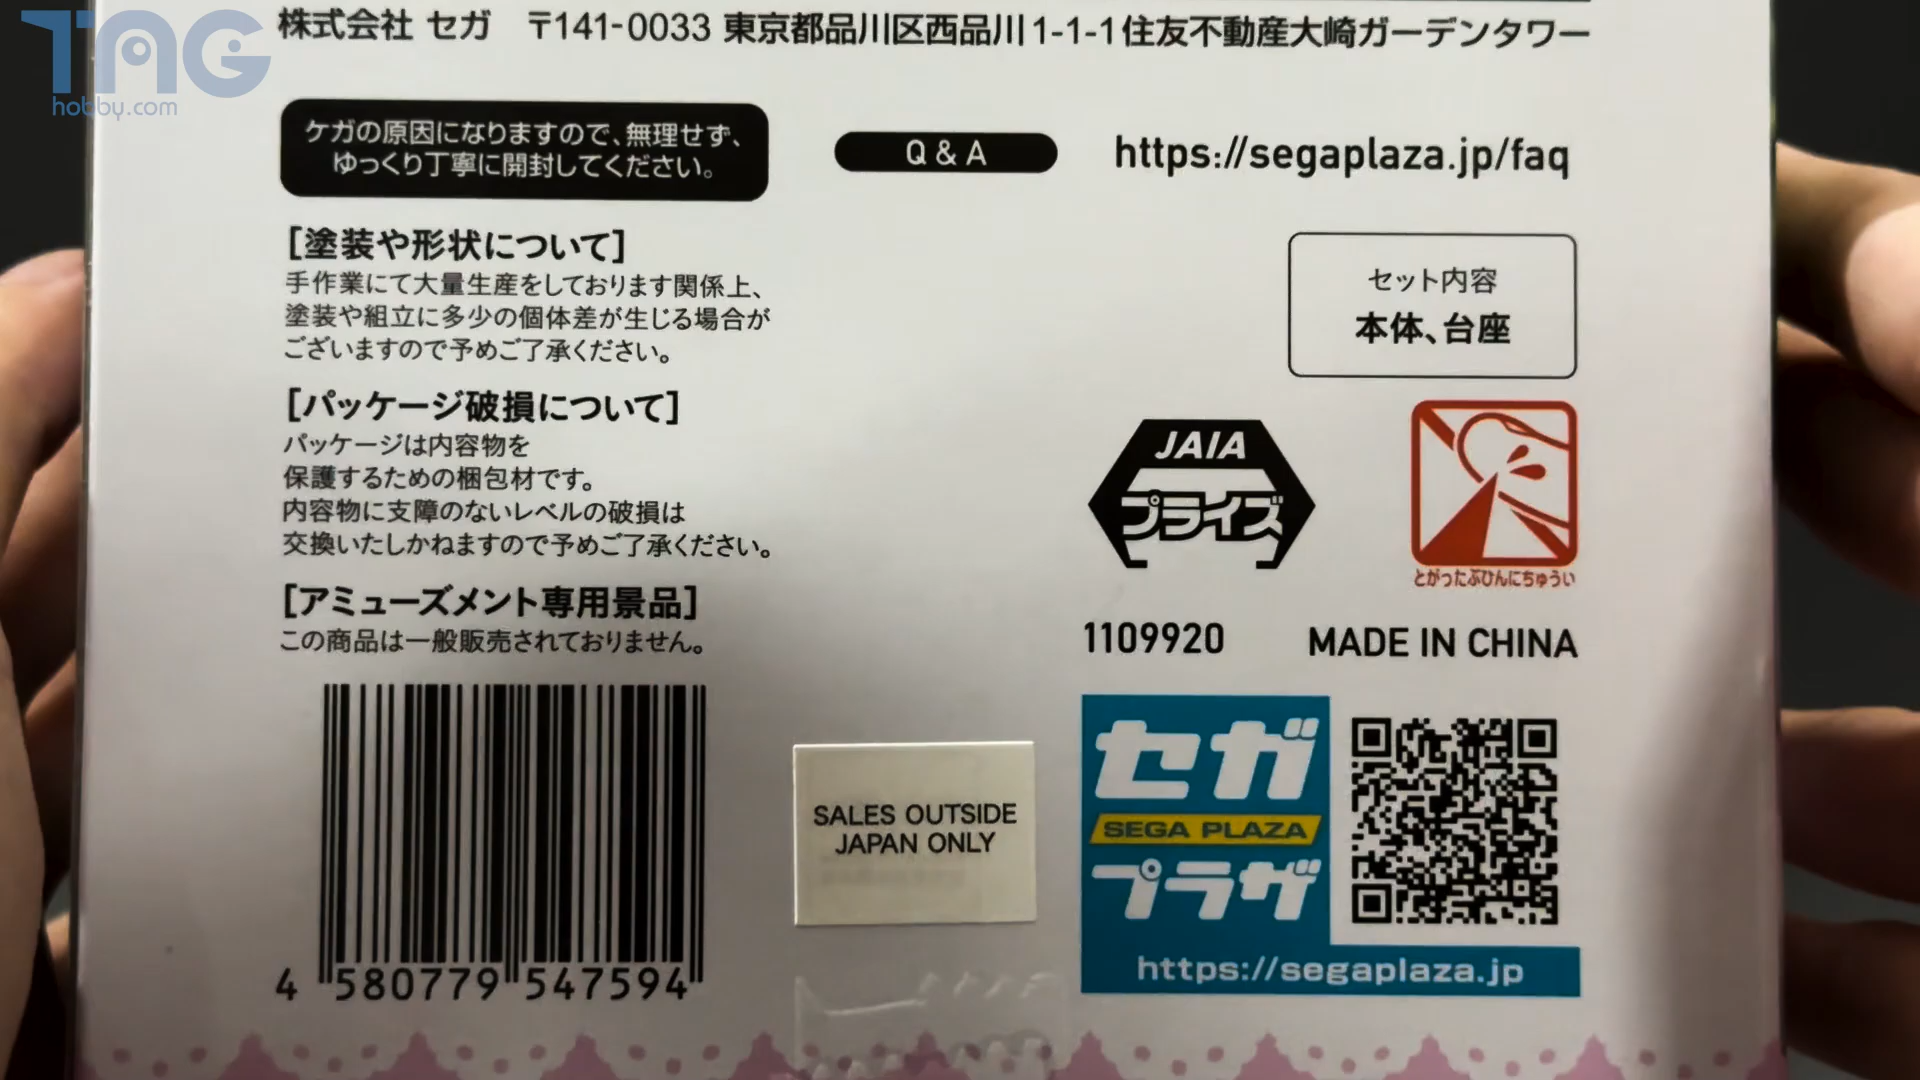 TAG
hobby.com
株式会社 セガ 〒141-0033 東京都品川区西品川1-1-1住友不動産大崎ガーデンタワー
ケガの原因になりますので、無理せず、
ゆっくり丁寧に開封してください。
Q & A
https://segaplaza.jp/faq
[塗装や形状について]
手作業にて大量生産をしております関係上、
塗装や組立に多少の個体差が生じる場合が
ございますので予めご了承ください。
セット内容
本体、台座
[パッケージ破損について]
パッケージは内容物を
保護するための梱包材です。
内容物に支障のないレベルの破損は
交換いたしかねますので予めご了承ください。
JAIA
プライズ
とがったぶひんにちゅうい
[アミューズメント専用景品]
この商品は一般販売されておりません。
1109920
MADE IN CHINA
4 580779 547594
SALES OUTSIDE
JAPAN ONLY
セガ
SEGA PLAZA
プラザ
https://segaplaza.jp